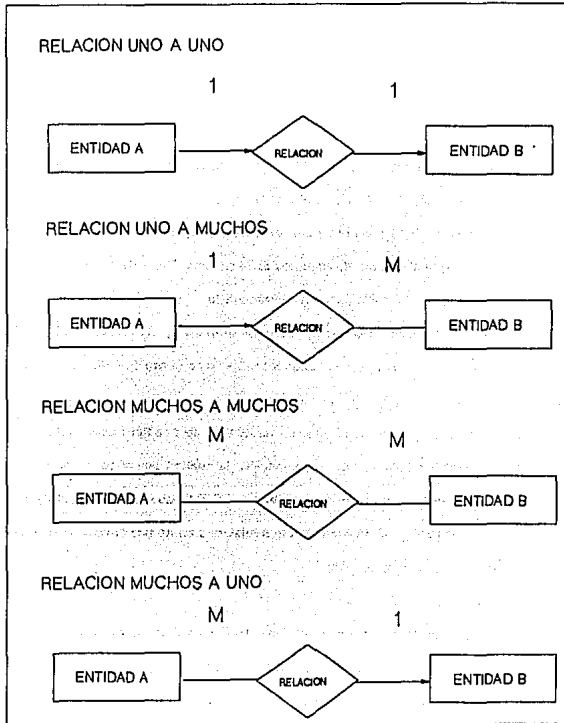 RELACION UNO A UNO
1 1
ENTIDAD A RELACION ENTIDAD B
RELACION UNO A MUCHOS
1 M
ENTIDAD A RELACION ENTIDAD B
RELACION MUCHOS A MUCHOS
M M
ENTIDAD A RELACION ENTIDAD B
RELACION MUCHOS A UNO
M 1
ENTIDAD A RELACION ENTIDAD B